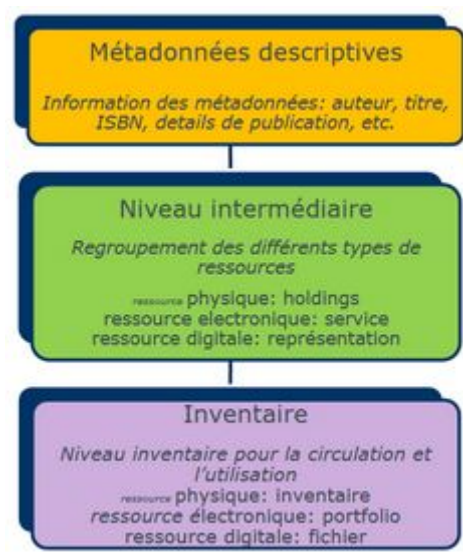 Métadonnées descriptives
Information des métadonnées: auteur, titre,
ISBN, details de publication, etc.
Niveau intermédiaire
Regroupement des différents types de
ressources
ressource physique: holdings
ressource electronique: service
ressource digitale: représentation
Inventaire
Niveau inventaire pour la circulation et
l'utilisation
ressource physique: inventaire
ressource électronique: portfolio
ressource digitale: fichier